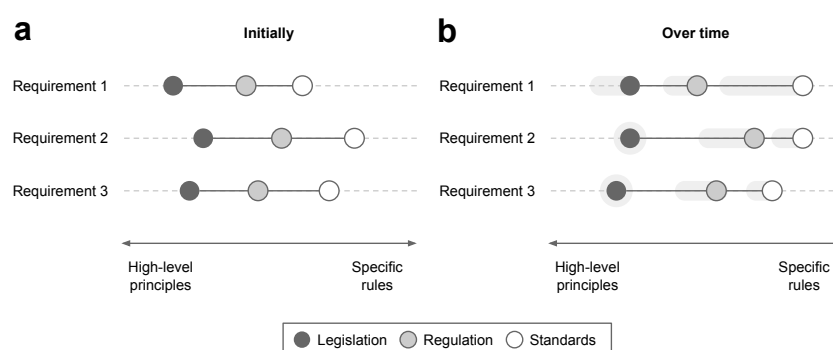 a
Initially
Requirement 1
Requirement 2
Requirement 3
High-level
principles
Specific
rules
b
Over time
Requirement 1
Requirement 2
Requirement 3
High-level
principles
Specific
rules
Legislation
Regulation
Standards